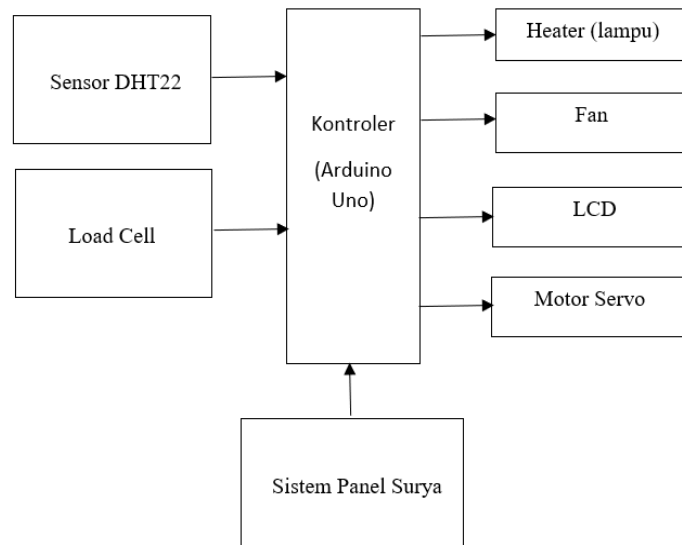 Sensor DHT22
Load Cell
Kontroler
(Arduino
Uno)
Heater (lampu)
Fan
LCD
Motor Servo
Sistem Panel Surya